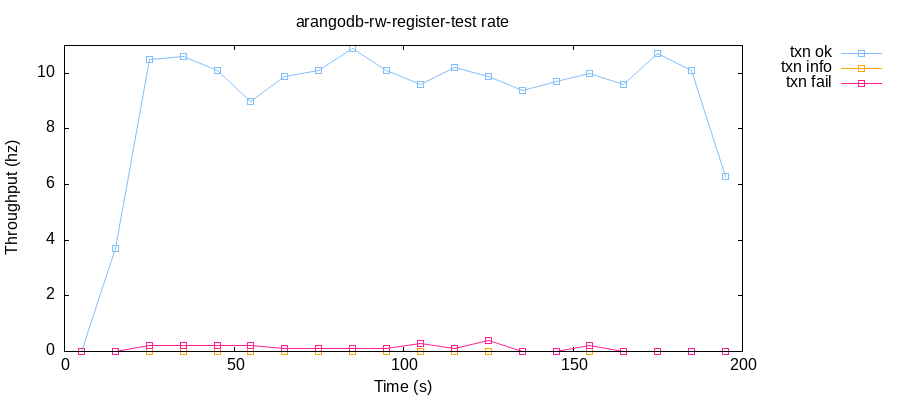 arangodb-rw-register-test rate
txn ok
txn info
txn fail
Throughput (hz)
10
8
6
4
2
0
0 50 100 150 200
Time (s)